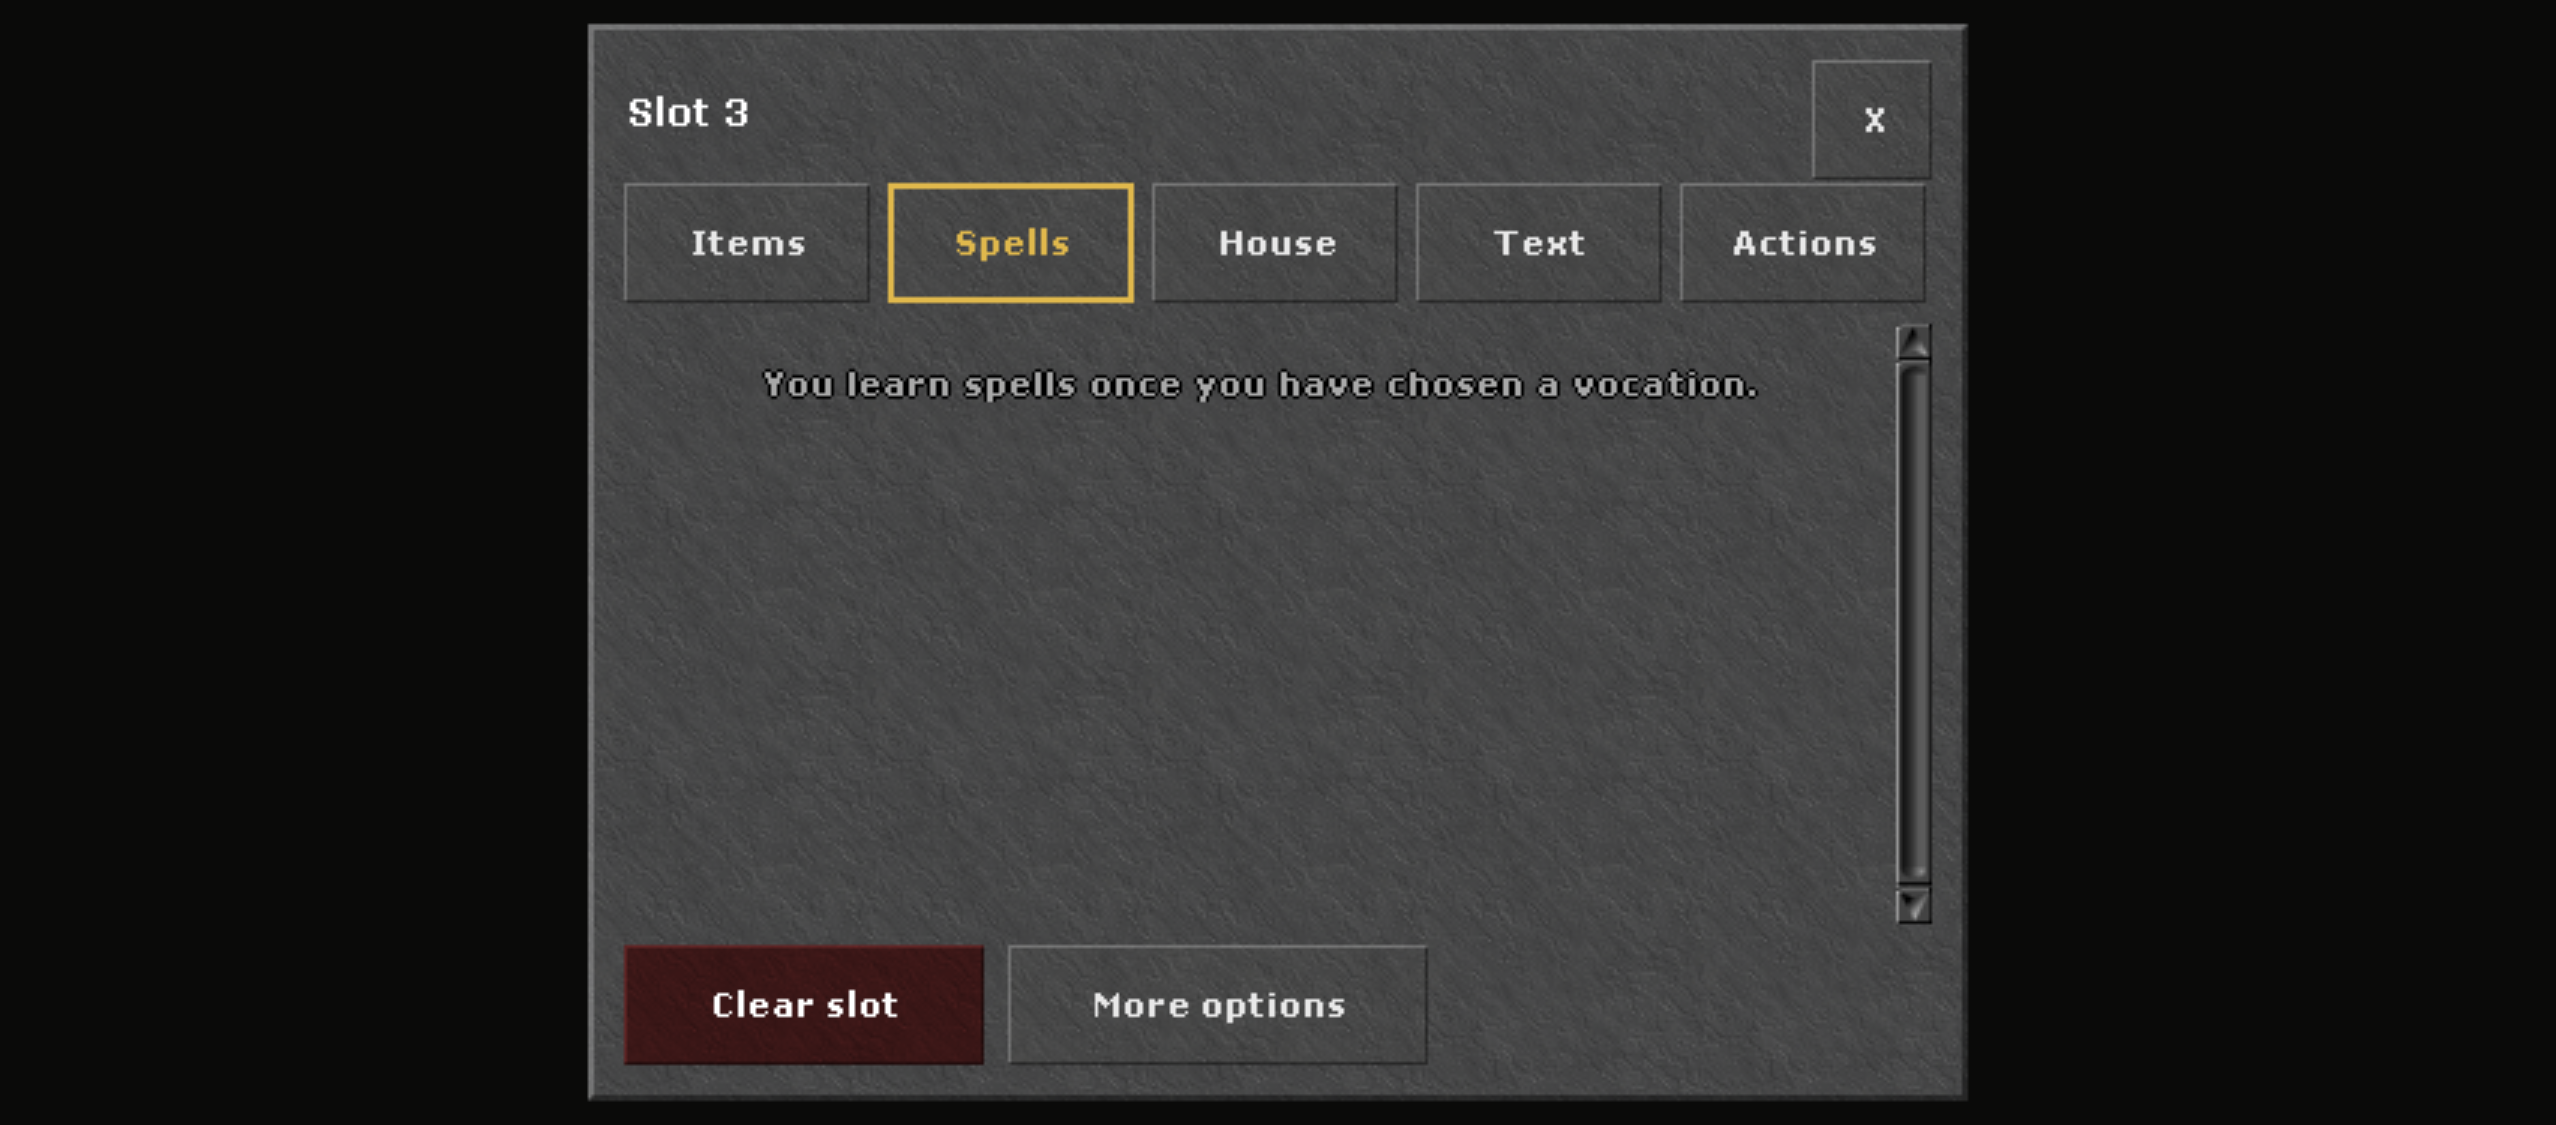 Slot 3
x
Items
Spells
House
Text
Actions
You learn spells once you have chosen a vocation.
Clear slot
More options